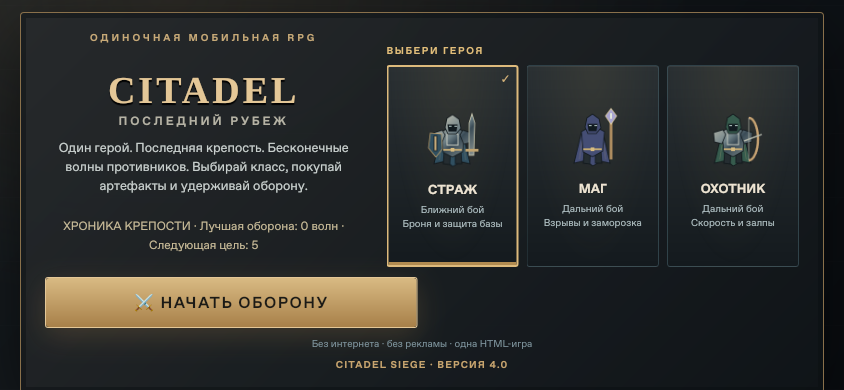 ОДИНОЧНАЯ МОБИЛЬНАЯ RPG
CITADEL
ПОСЛЕДНИЙ РУБЕЖ
Один герой. Последняя крепость. Бесконечные
волны противников. Выбирай класс, покупай
артефакты и удерживай оборону.
ХРОНИКА КРЕПОСТИ · Лучшая оборона: 0 волн ·
Следующая цель: 5
ВЫБЕРИ ГЕРОЯ
✓
СТРАЖ
Ближний бой
Броня и защита базы
МАГ
Дальний бой
Взрывы и заморозка
ОХОТНИК
Дальний бой
Скорость и залпы
⚔️ НАЧАТЬ ОБОРОНУ
Без интернета · без рекламы · одна HTML-игра
CITADEL SIEGE · ВЕРСИЯ 4.0